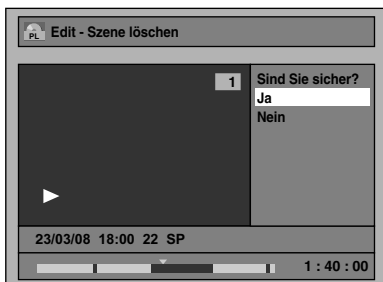 PL Edit - Szene löschen
1
Sind Sie sicher?
Ja
Nein
23/03/08 18:00 22 SP
1 : 40 : 00